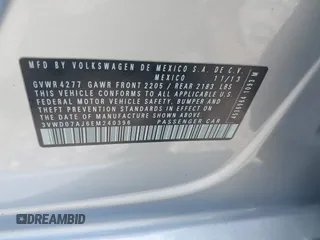 MFD BY VOLKSWAGEN DE MEXICO S.A. DE C.V.
MEXICO 11/13
GVWR 4277 GAWR FRONT 2205 / REAR 2183 LBS
THIS VEHICLE CONFORMS TO ALL APPLICABLE
FEDERAL MOTOR VEHICLE SAFETY, BUMPER, AND
THEFT PREVENTION STANDARDS IN EFFECT ON
THE DATE OF MANUFACTURE SHOWN ABOVE.
3VWD07AJ6EM240396 PASSENGER CAR
DREAMBID